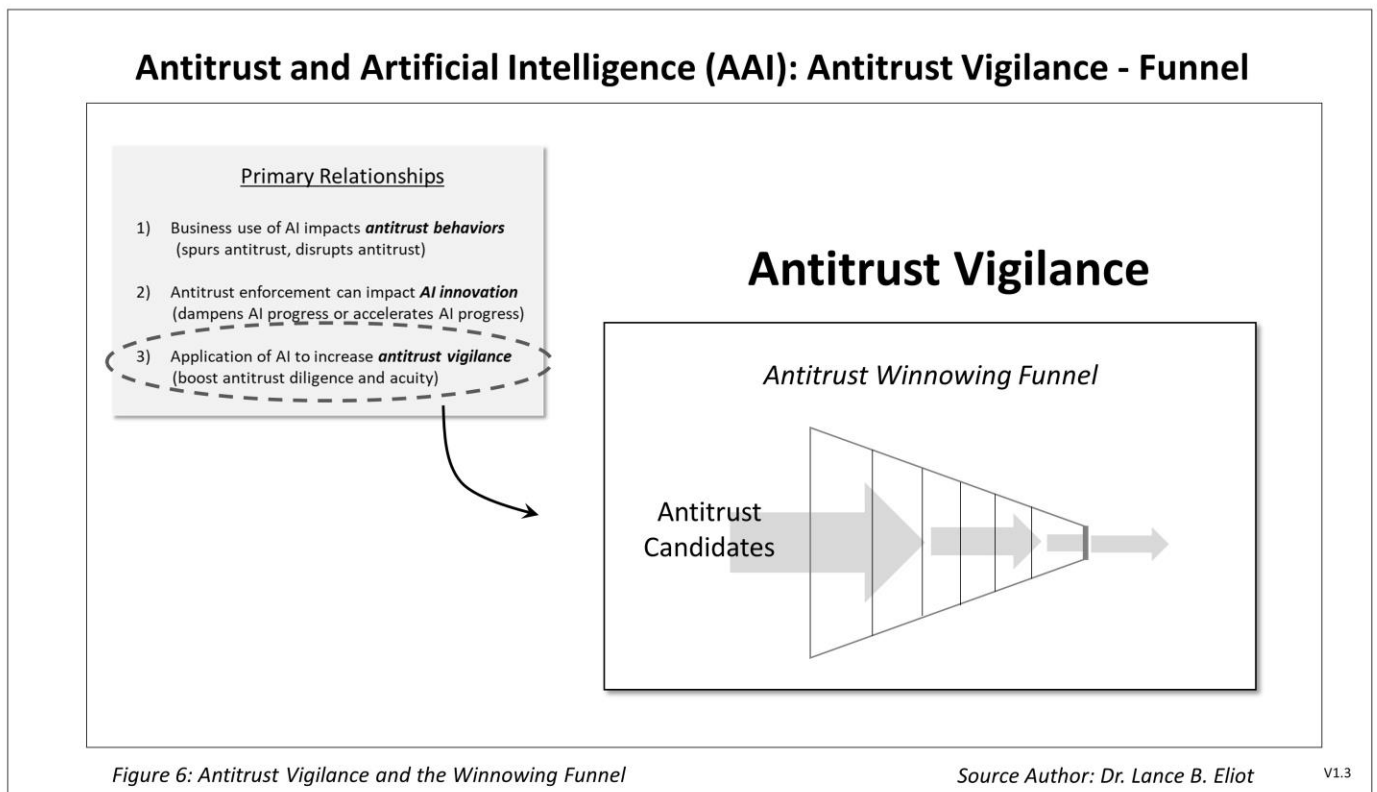 Antitrust and Artificial Intelligence (AAI): Antitrust Vigilance - Funnel
Primary Relationships
1) Business use of AI impacts antitrust behaviors
(spurs antitrust, disrupts antitrust)
2) Antitrust enforcement can impact AI innovation
(dampens AI progress or accelerates AI progress)
3) Application of AI to increase antitrust vigilance
(boost antitrust diligence and acuity)
Antitrust Vigilance
Antitrust Winnowing Funnel
Antitrust
Candidates
Figure 6: Antitrust Vigilance and the Winnowing Funnel
Source Author: Dr. Lance B. Eliot
V1.3